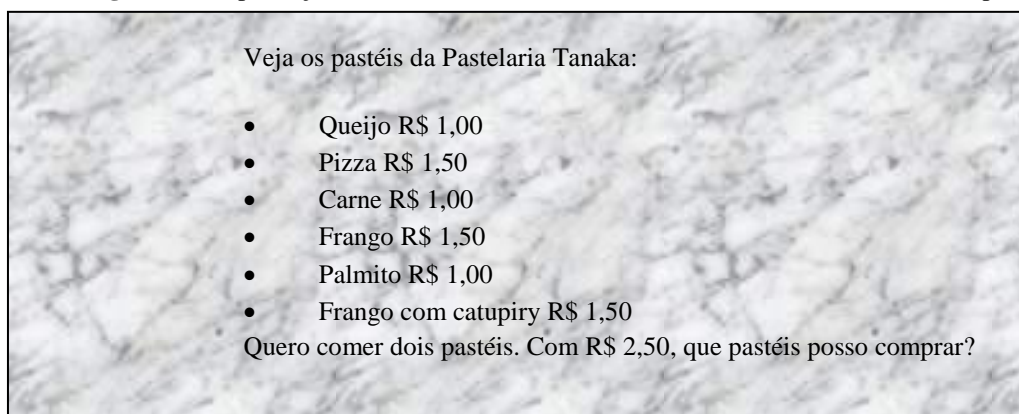 Veja os pastéis da Pastelaria Tanaka:
• Queijo R$ 1,00
• Pizza R$ 1,50
• Carne R$ 1,00
• Frango R$ 1,50
• Palmito R$ 1,00
• Frango com catupiry R$ 1,50
Quero comer dois pastéis. Com R$ 2,50, que pastéis posso comprar?